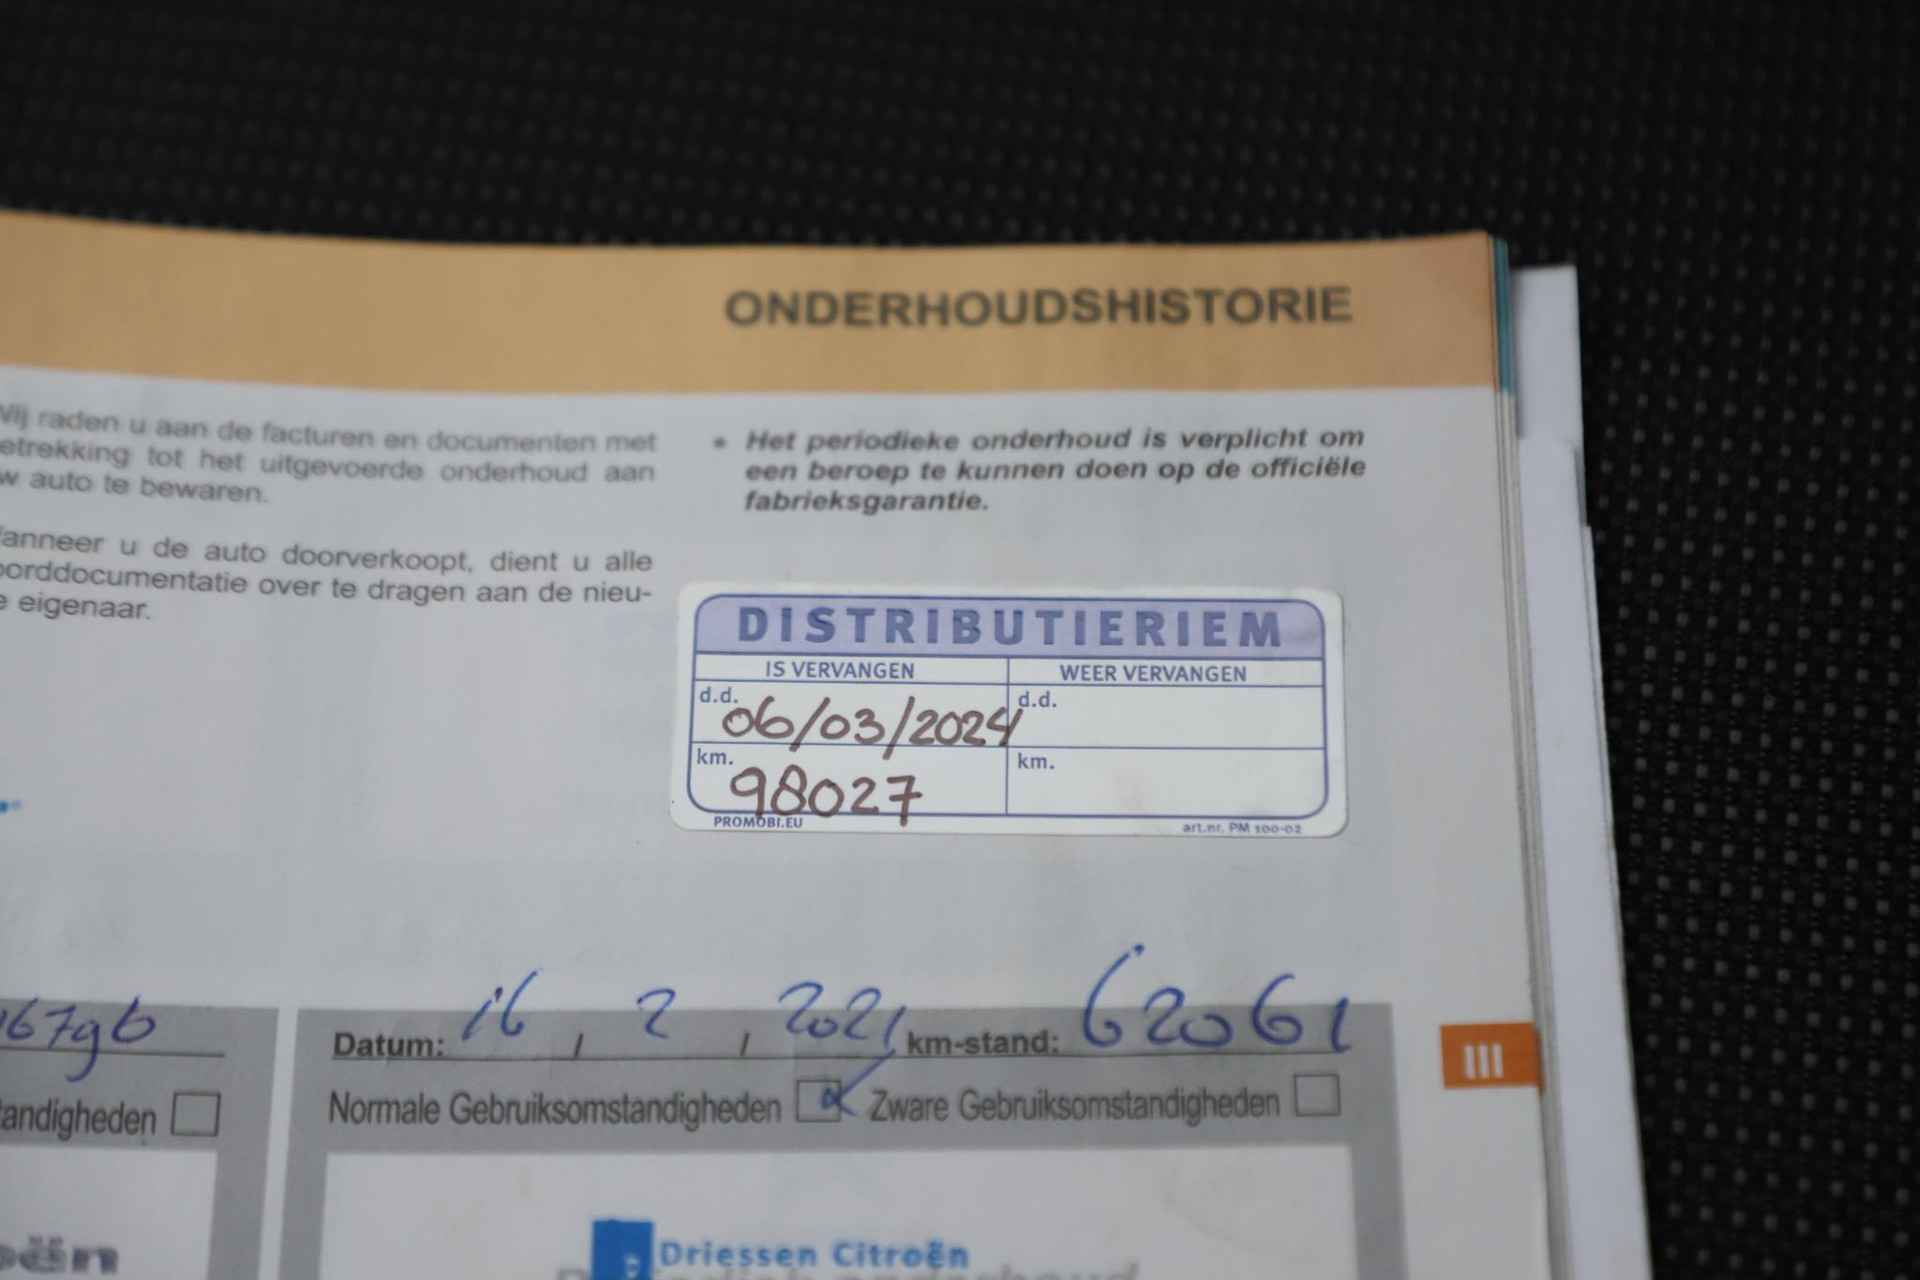 ONDERHOUDSHISTORIE
Wij raden u aan de facturen en documenten met
etrekking tot het uitgevoerde onderhoud aan
w auto te bewaren.
anneer u de auto doorverkoopt, dient u alle
oorddocumentatie over te dragen aan de nieu-
e eigenaar.
• Het periodieke onderhoud is verplicht om
een beroep te kunnen doen op de officiële
fabrieksgarantie.
DISTRIBUTIERIEM
IS VERVANGEN WEER VERVANGEN
d.d. 06/03/2024 d.d.
km. 98027 km.
PROMOBI.EU art.nr. PM 100-02
Datum: 16 / 2 / 2021 km-stand: 62061
tandigheden
Normale Gebruiksomstandigheden Zware Gebruiksomstandigheden
III
Driessen Citroën